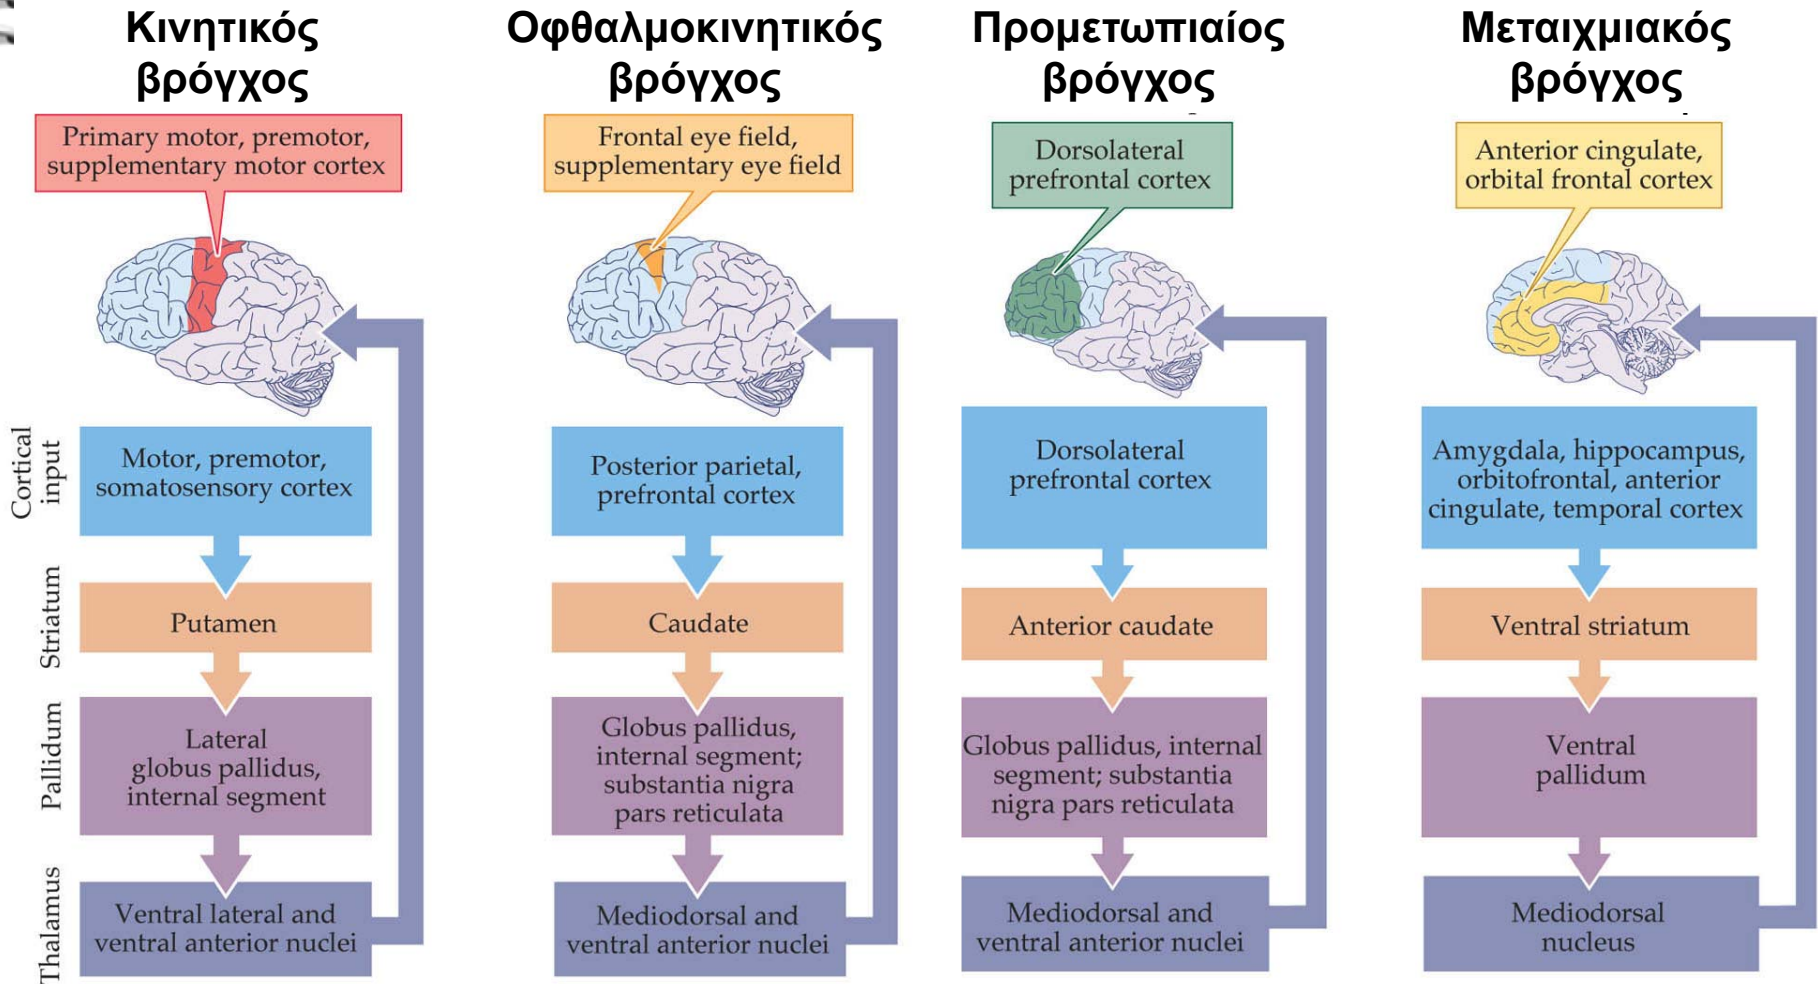 Κινητικός
βρόγχος
Οφθαλμοκινητικός
βρόγχος
Προμετωπιαίος
βρόγχος
Μεταιχμιακός
βρόγχος
Primary motor, premotor,
supplementary motor cortex
Frontal eye field,
supplementary eye field
Dorsolateral
prefrontal cortex
Anterior cingulate,
orbital frontal cortex
Cortical
input
Motor, premotor,
somatosensory cortex
Posterior parietal,
prefrontal cortex
Dorsolateral
prefrontal cortex
Amygdala, hippocampus,
orbitofrontal, anterior
cingulate, temporal cortex
Striatum
Putamen
Caudate
Anterior caudate
Ventral striatum
Pallidum
Lateral
globus pallidus,
internal segment
Globus pallidus,
internal segment;
substantia nigra
pars reticulata
Globus pallidus, internal
segment; substantia
nigra pars reticulata
Ventral
pallidum
Thalamus
Ventral lateral and
ventral anterior nuclei
Mediodorsal and
ventral anterior nuclei
Mediodorsal and
ventral anterior nuclei
Mediodorsal
nucleus